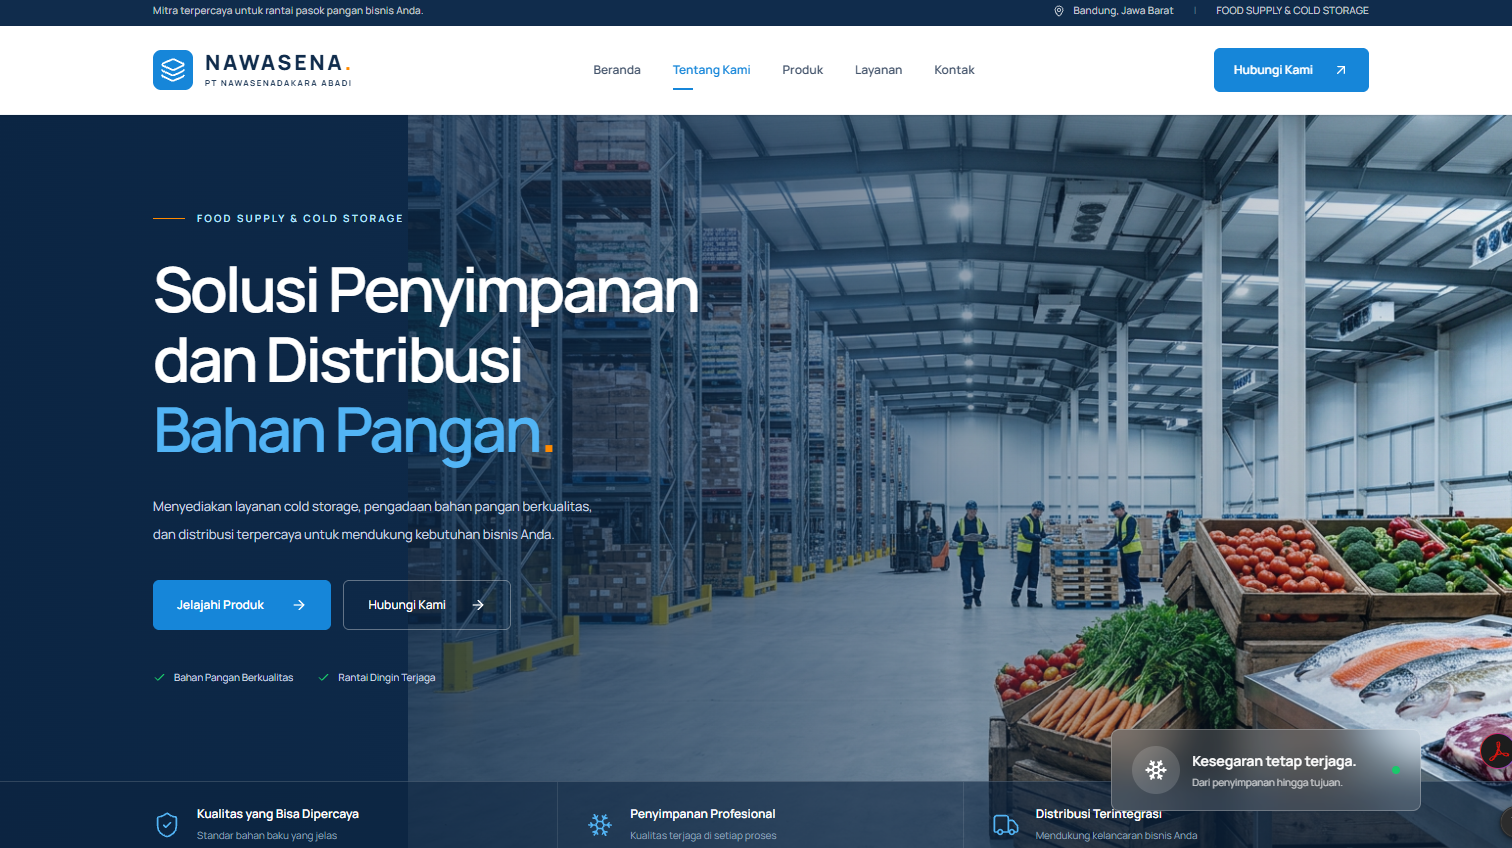 Mitra terpercaya untuk rantai pasok pangan bisnis Anda.
Bandung, Jawa Barat
FOOD SUPPLY & COLD STORAGE
NAWASENA.
PT NAWASENADAKARA ABADI
Beranda
Tentang Kami
Produk
Layanan
Kontak
Hubungi Kami
FOOD SUPPLY & COLD STORAGE
Solusi Penyimpanan
dan Distribusi
Bahan Pangan.
Menyediakan layanan cold storage, pengadaan bahan pangan berkualitas,
dan distribusi terpercaya untuk mendukung kebutuhan bisnis Anda.
Jelajahi Produk
Hubungi Kami
Bahan Pangan Berkualitas
Rantai Dingin Terjaga
Kesegaran tetap terjaga.
Dari penyimpanan hingga tujuan.
Kualitas yang Bisa Dipercaya
Standar bahan baku yang jelas
Penyimpanan Profesional
Kualitas terjaga di setiap proses
Distribusi Terintegrasi
Mendukung kelancaran bisnis Anda